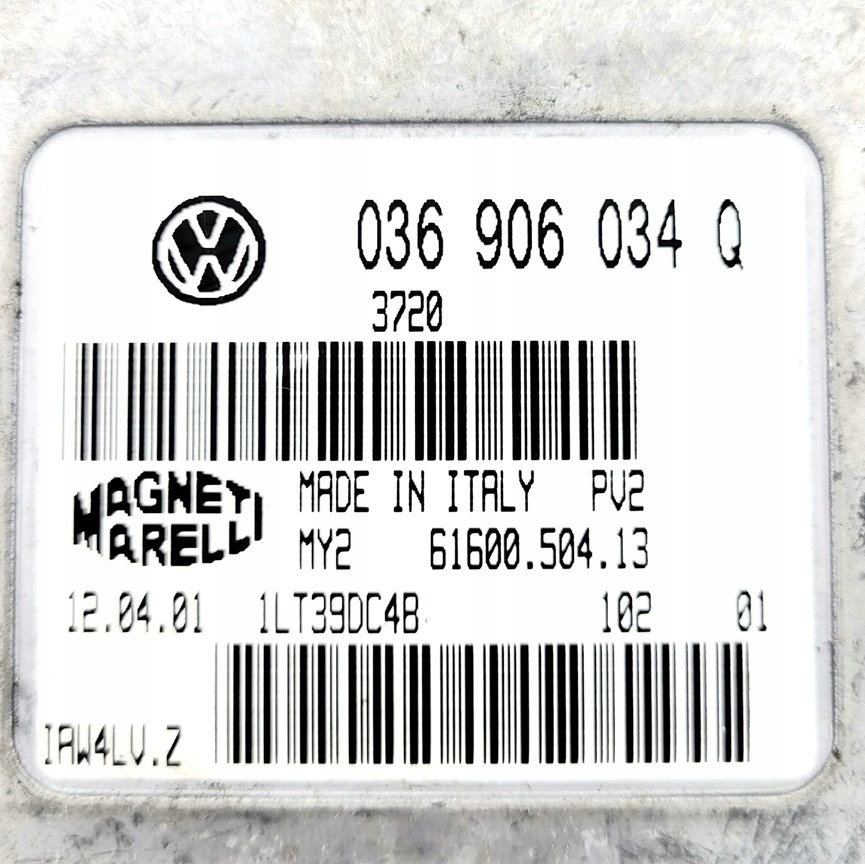 036 906 034 Q
3720
MAGNETI
MARELLI
MADE IN ITALY PV2
MY2 61600.504.13
12.04.01 1LT39DC4B 102 01
IAW4LV.Z